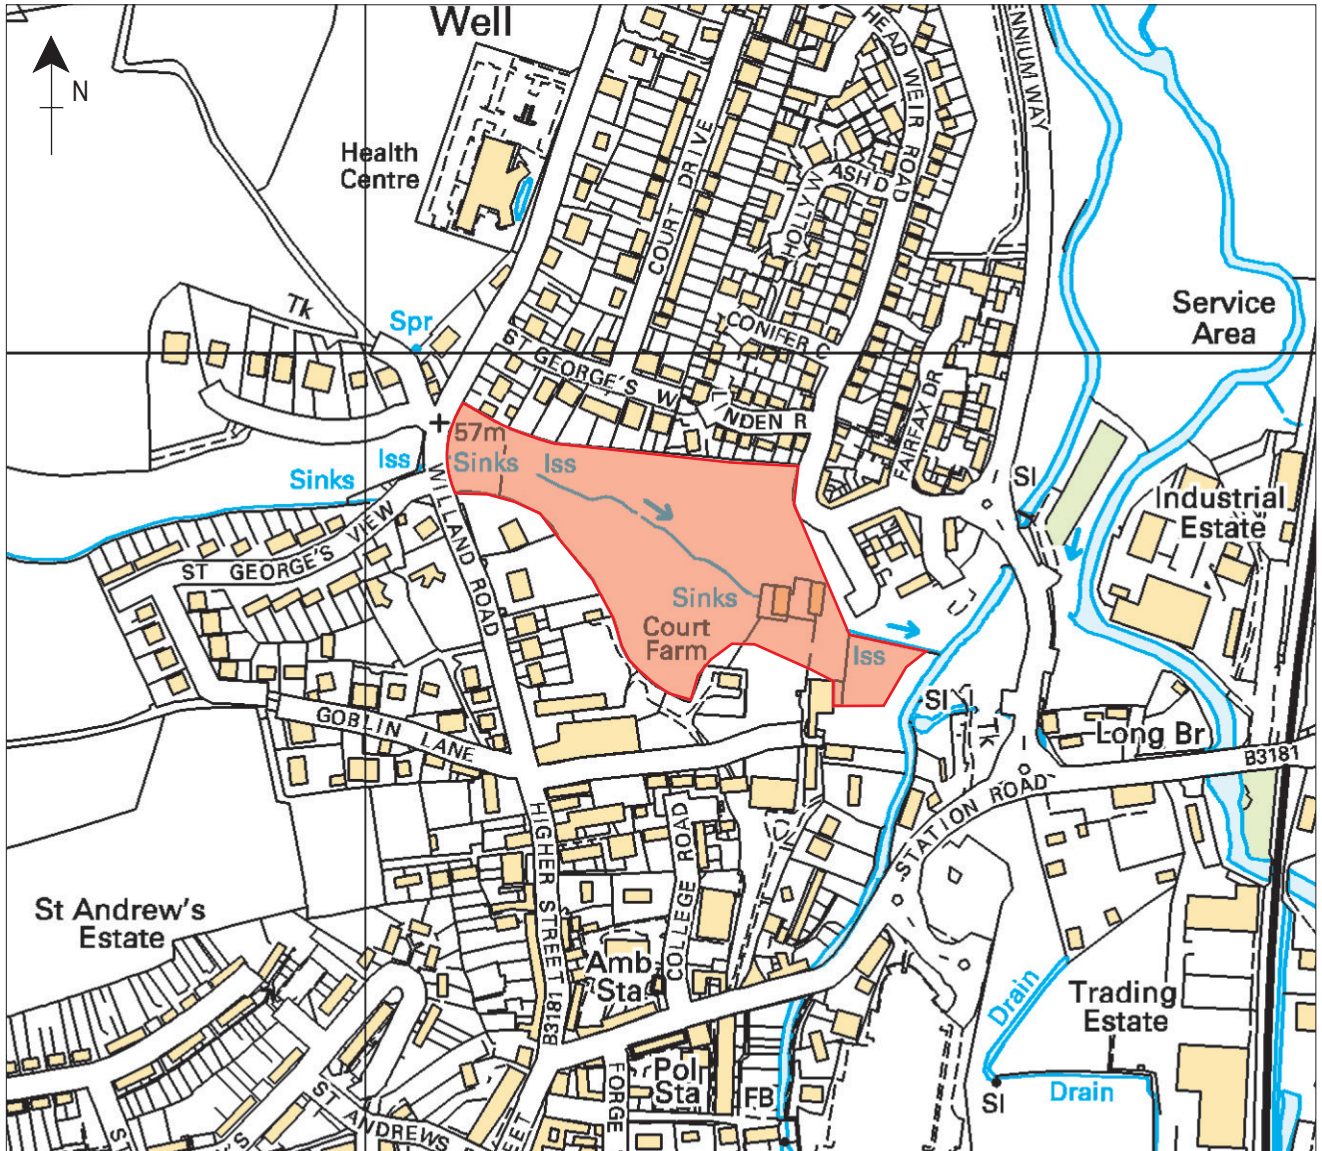 Well
N
HEAD WEIR ROAD
ENNIUM WAY
Health
Centre
COURT DRIVE
ASH D
HOLLY W
Service
Area
Tk
Spr
CONIFER C
ST GEORGE'S W
LINDEN R
FAIRFAX DR
57m
Sinks
Iss
Iss
Sinks
SI
Industrial
Estate
WILLAND ROAD
ST GEORGE'S VIEW
Sinks
Court
Farm
Iss
SI
Tk
GOBLIN LANE
Long Br
B3181
STATION ROAD
HIGHER STREET
COLLEGE ROAD
St Andrew's
Estate
Amb
Sta
B3181
Drain
Trading
Estate
Pol
Sta
FB
FORGE
SI
Drain
ST ANDREWS
EET
ST
'S